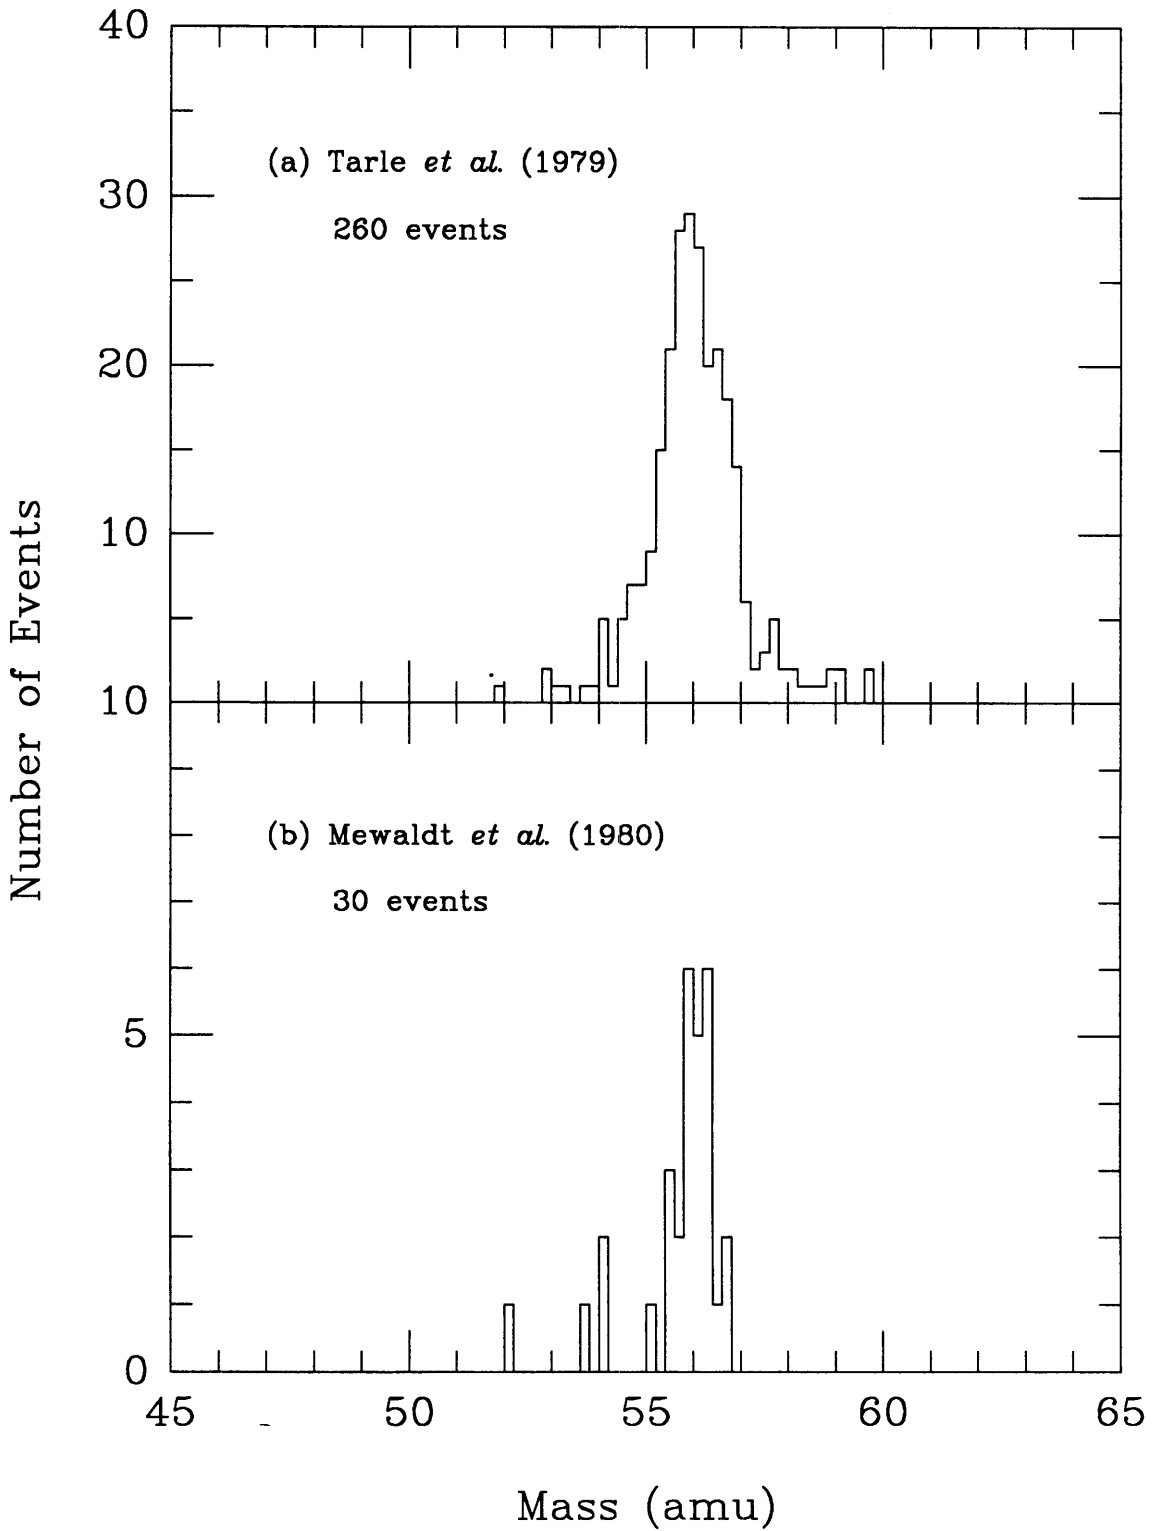 40
(a) Tarle et al. (1979)
30
260 events
20
10
Number of Events
10
(b) Mewaldt et al. (1980)
30 events
5
0
45 50 55 60 65
Mass (amu)